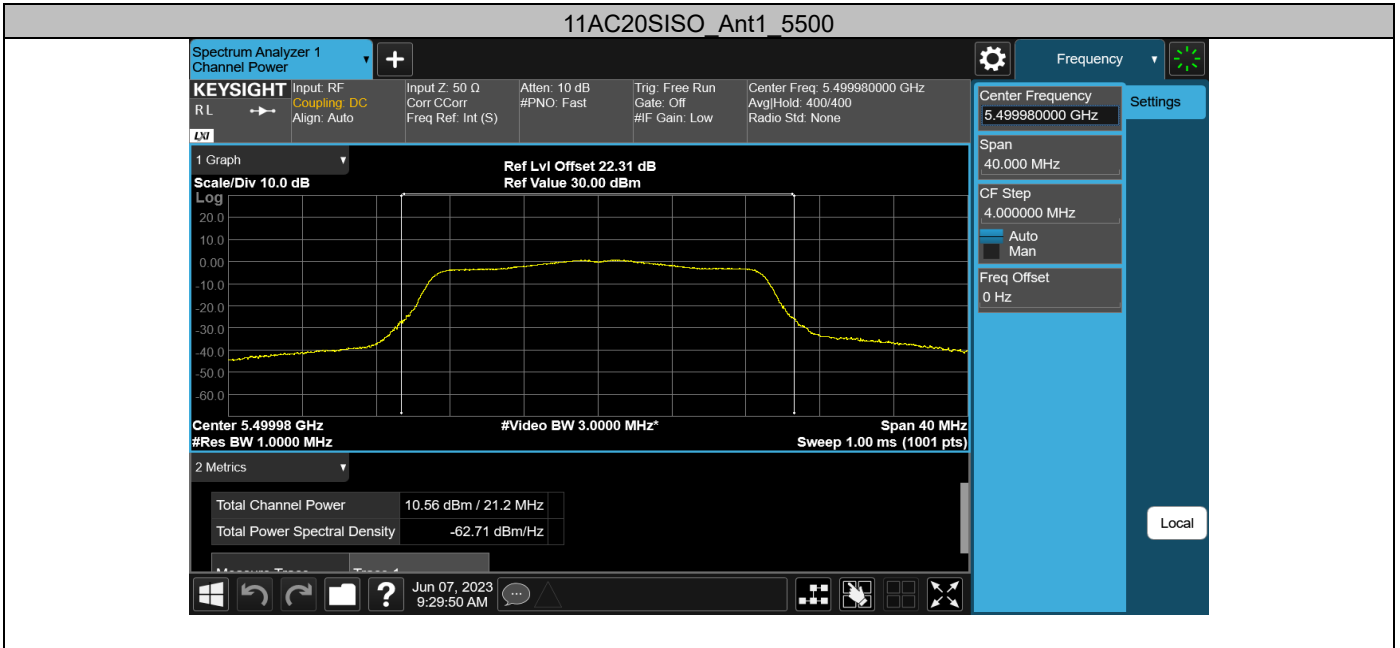 11AC20SISO_Ant1_5500
Spectrum Analyzer 1
Channel Power
Frequency
KEYSIGHT
Input: RF
Coupling: DC
Align: Auto
Input Z: 50 Ω
Corr CCorr
Freq Ref: Int (S)
Atten: 10 dB
#PNO: Fast
Trig: Free Run
Gate: Off
#IF Gain: Low
Center Freq: 5.499980000 GHz
Avg|Hold: 400/400
Radio Std: None
R L
LXI
Center Frequency
5.499980000 GHz
Settings
Span
40.000 MHz
CF Step
4.000000 MHz
Auto
Man
Freq Offset
0 Hz
Local
1 Graph
Ref Lvl Offset 22.31 dB
Scale/Div 10.0 dB
Ref Value 30.00 dBm
Log
20.0
10.0
0.00
-10.0
-20.0
-30.0
-40.0
-50.0
-60.0
Center 5.49998 GHz
#Video BW 3.0000 MHz*
Span 40 MHz
#Res BW 1.0000 MHz
Sweep 1.00 ms (1001 pts)
2 Metrics
Total Channel Power 10.56 dBm / 21.2 MHz
Total Power Spectral Density -62.71 dBm/Hz
Jun 07, 2023
9:29:50 AM